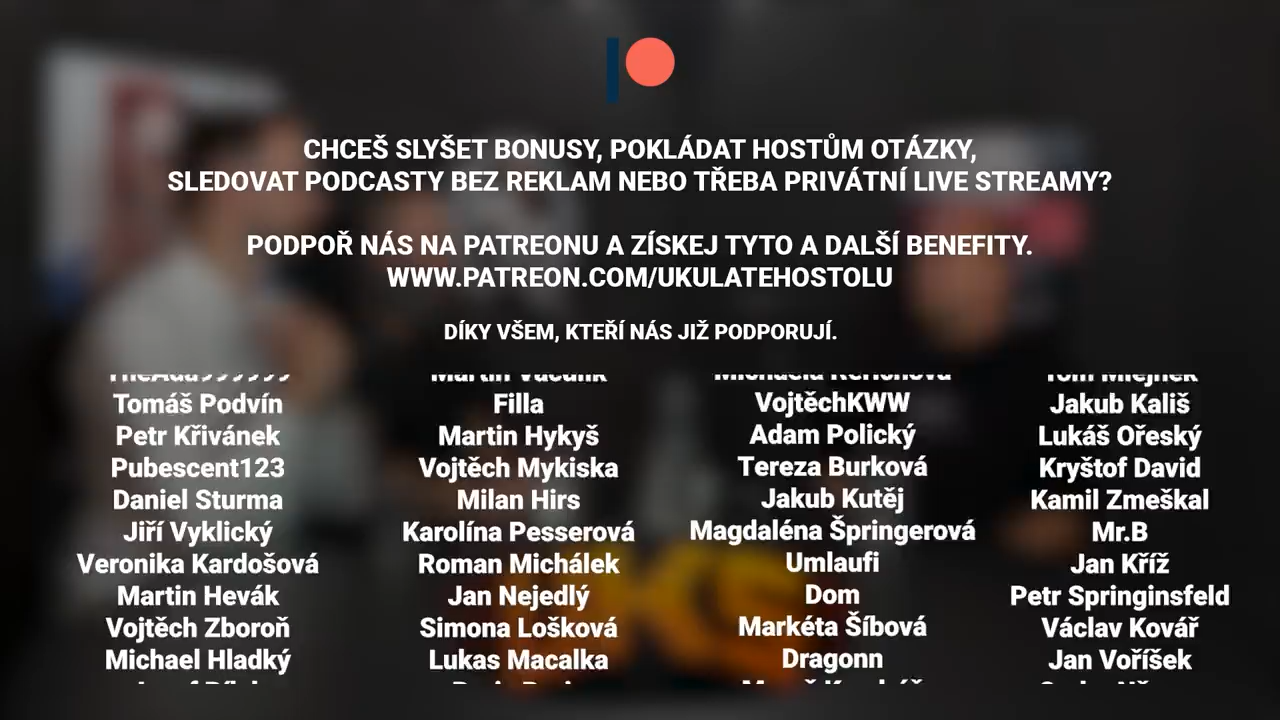 CHCEŠ SLYŠET BONUSY, POKLÁDAT HOSTŮM OTÁZKY,
SLEDOVAT PODCASTY BEZ REKLAM NEBO TŘEBA PRIVÁTNÍ LIVE STREAMY?
PODPOŘ NÁS NA PATREONU A ZÍSKEJ TYTO A DALŠÍ BENEFITY.
WWW.PATREON.COM/UKULATEHOSTOLU
DÍKY VŠEM, KTEŘÍ NÁS JIŽ PODPORUJÍ.
Tomáš Podvín
Petr Křivánek
Pubescent123
Daniel Sturma
Jiří Vyklický
Veronika Kardošová
Martin Hevák
Vojtěch Zboroň
Michael Hladký
Filla
Martin Hykyš
Vojtěch Mykiska
Milan Hirs
Karolína Pesserová
Roman Michálek
Jan Nejedlý
Simona Lošková
Lukas Macalka
VojtěchKWW
Adam Polický
Tereza Burková
Jakub Kutěj
Magdaléna Špringerová
Umlaufi
Dom
Markéta Šíbová
Dragonn
Jakub Kališ
Lukáš Ořeský
Kryštof David
Kamil Zmeškal
Mr.B
Jan Kříž
Petr Springinsfeld
Václav Kovář
Jan Voříšek